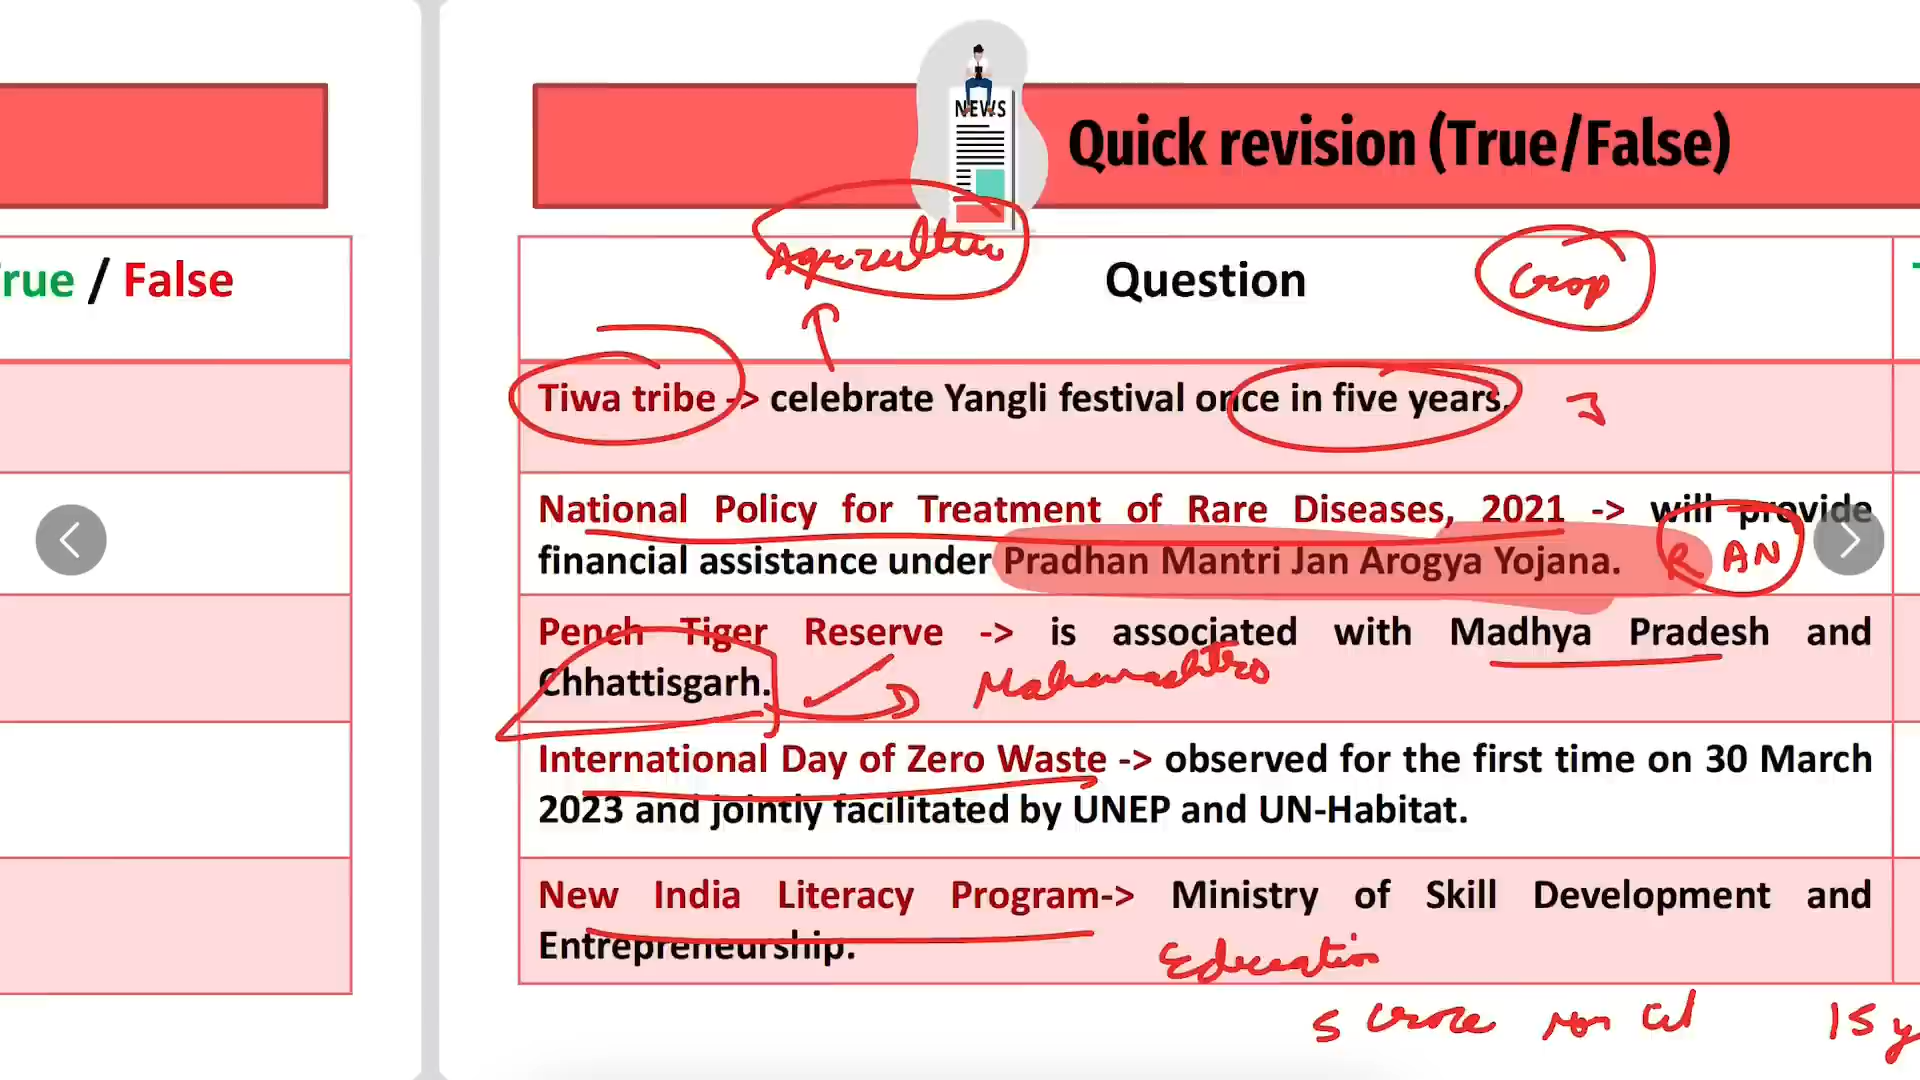 NEWS
Quick revision (True/False)
Agriculture
rue / False
Question
Crop
Tiwa tribe -> celebrate Yangli festival once in five years.
3
National Policy for Treatment of Rare Diseases, 2021 -> will provide
financial assistance under Pradhan Mantri Jan Arogya Yojana.
RAN
Pench Tiger Reserve -> is associated with Madhya Pradesh and
Chhattisgarh.
Maharashtra
International Day of Zero Waste -> observed for the first time on 30 March
2023 and jointly facilitated by UNEP and UN-Habitat.
New India Literacy Program-> Ministry of Skill Development and
Entrepreneurship.
Education
5 crore non 15 y